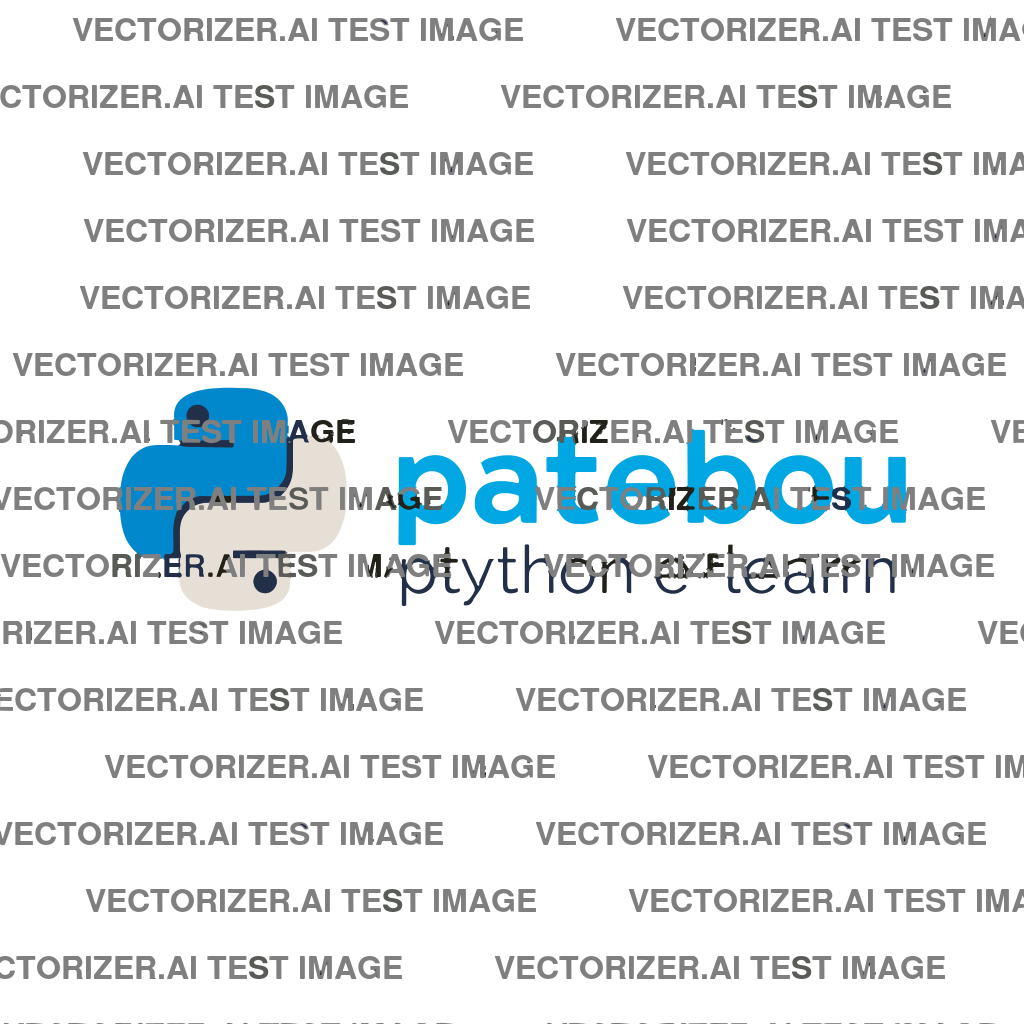 VECTORIZER.AI TEST IMAGE VECTORIZER.AI TEST IMA
CTORIZER.AI TEST IMAGE VECTORIZER.AI TEST IMAGE
VECTORIZER.AI TEST IMAGE VECTORIZER.AI TEST IMA
VECTORIZER.AI TEST IMAGE VECTORIZER.AI TEST IMA
VECTORIZER.AI TEST IMAGE VECTORIZER.AI TEST IMA
VECTORIZER.AI TEST IMAGE VECTORIZER.AI TEST IMAGE
ORIZER.AI TEST IMAGE VECTORIZER.AI TEST IMAGE VE
patebou
VECTORIZER.AI TEST IMAGE VECTORIZER.AI TEST IMAGE
VECTORIZER.AI TEST IMAGE VECTORIZER.AI TEST IMAGE
ptython e-learn
RIZER.AI TEST IMAGE VECTORIZER.AI TEST IMAGE VE
ECTORIZER.AI TEST IMAGE VECTORIZER.AI TEST IMAGE
VECTORIZER.AI TEST IMAGE VECTORIZER.AI TEST IM
VECTORIZER.AI TEST IMAGE VECTORIZER.AI TEST IMAGE
VECTORIZER.AI TEST IMAGE VECTORIZER.AI TEST IMA
CTORIZER.AI TEST IMAGE VECTORIZER.AI TEST IMAGE